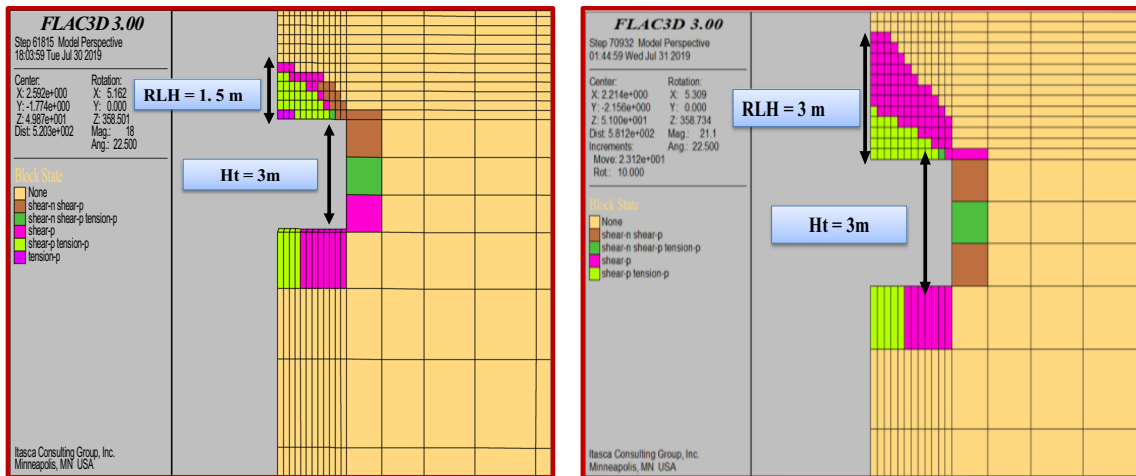 FLAC3D 3.00
Step 61815 Model Perspective
18:03:59 Tue Jul 30 2019
Center:
X: 2.592e+000
Y: -1.774e+000
Z: 4.987e+001
Dist: 5.203e+002
Rotation:
X: 5.162
Y: 0.000
Z: 358.501
Mag.: 18
Ang.: 22.500
Block State
None
shear-n shear-p
shear-n shear-p tension-p
shear-p
shear-p tension-p
tension-p
RLH = 1. 5 m
Ht = 3m
Itasca Consulting Group, Inc.
Minneapolis, MN USA
FLAC3D 3.00
Step 70932 Model Perspective
01:44:59 Wed Jul 31 2019
Center:
X: 2.214e+000
Y: -2.156e+000
Z: 5.100e+001
Dist: 5.812e+002
Increments:
Move: 2.312e+001
Rot.: 10.000
Rotation:
X: 5.309
Y: 0.000
Z: 358.734
Mag.: 21.1
Ang.: 22.500
Block State
None
shear-n shear-p
shear-n shear-p tension-p
shear-p
shear-p tension-p
RLH = 3 m
Ht = 3m
Itasca Consulting Group, Inc.
Minneapolis, MN USA